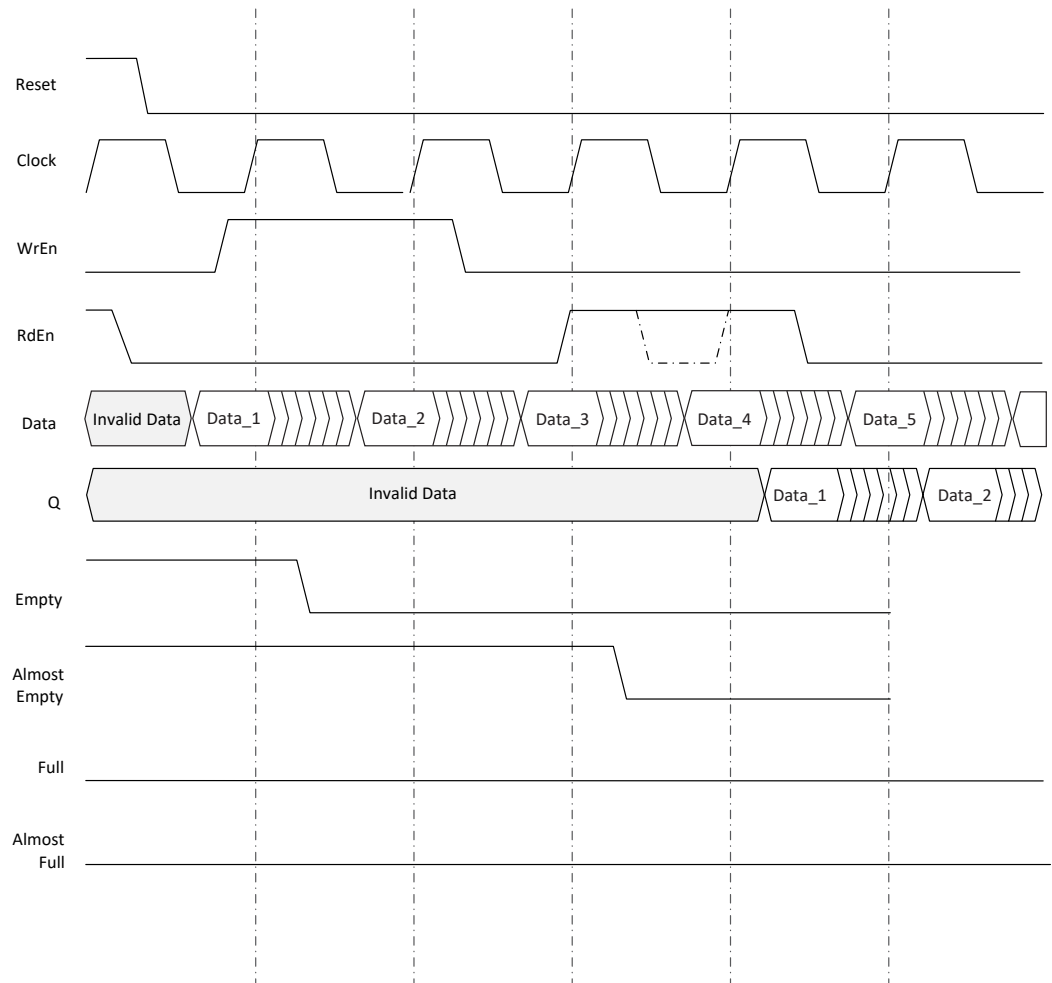 Reset
Clock
WrEn
RdEn
Data
Invalid Data
Data_1
Data_2
Data_3
Data_4
Data_5
Q
Invalid Data
Data_1
Data_2
Empty
Almost
Empty
Full
Almost
Full